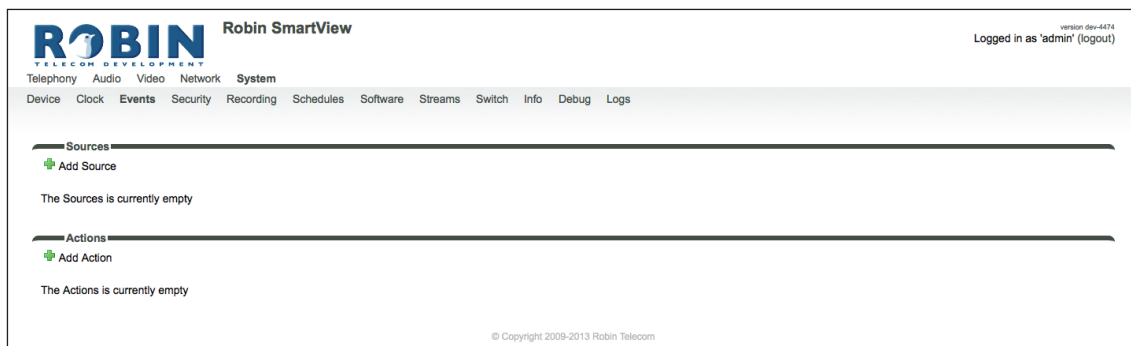 ROBIN
TELECOM DEVELOPMENT
Robin SmartView
version dev-4474
Logged in as 'admin' (logout)
Telephony Audio Video Network System
Device Clock Events Security Recording Schedules Software Streams Switch Info Debug Logs
Sources
Add Source
The Sources is currently empty
Actions
Add Action
The Actions is currently empty
© Copyright 2009-2013 Robin Telecom